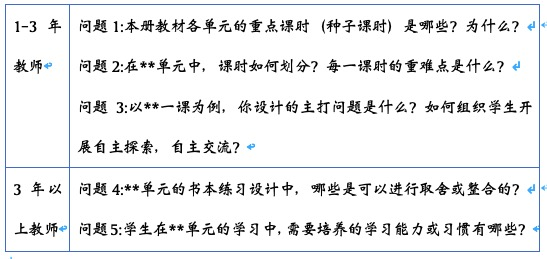 1-3 年
教师
问题 1:本册教材各单元的重点课时（种子课时）是哪些？为什么？
问题 2:在**单元中，课时如何划分？每一课时的重难点是什么？
问题 3:以**一课为例，你设计的主打问题是什么？如何组织学生开
展自主探索，自主交流？
3 年以
上教师
问题 4:**单元的书本练习设计中，哪些是可以进行取舍或整合的？
问题5:学生在**单元的学习中,需要培养的学习能力或习惯有哪些？